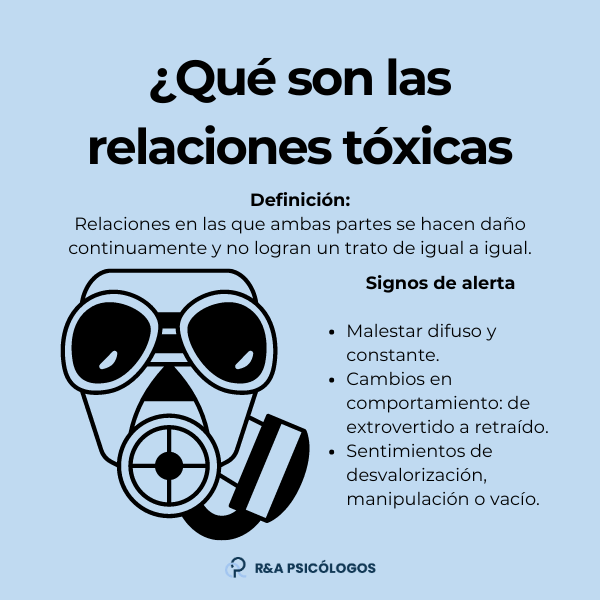 ¿Qué son las
relaciones tóxicas
Definición:
Relaciones en las que ambas partes se hacen daño
continuamente y no logran un trato de igual a igual.
Signos de alerta
• Malestar difuso y
constante.
• Cambios en
comportamiento: de
extrovertido a retraído.
• Sentimientos de
desvalorización,
manipulación o vacío.
R&A PSICÓLOGOS